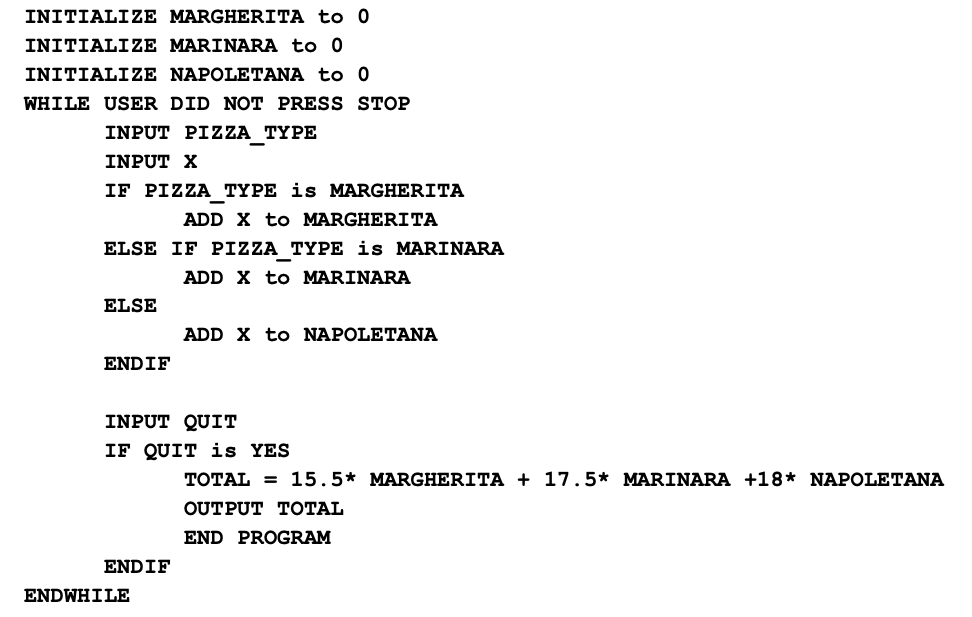 INITIALIZE MARGHERITA to 0
INITIALIZE MARINARA to 0
INITIALIZE NAPOLETANA to 0
WHILE USER DID NOT PRESS STOP
INPUT PIZZA_TYPE
INPUT X
IF PIZZA_TYPE is MARGHERITA
ADD X to MARGHERITA
ELSE IF PIZZA_TYPE is MARINARA
ADD X to MARINARA
ELSE
ADD X to NAPOLETANA
ENDIF
INPUT QUIT
IF QUIT is YES
TOTAL = 15.5* MARGHERITA + 17.5* MARINARA +18* NAPOLETANA
OUTPUT TOTAL
END PROGRAM
ENDIF
ENDWHILE